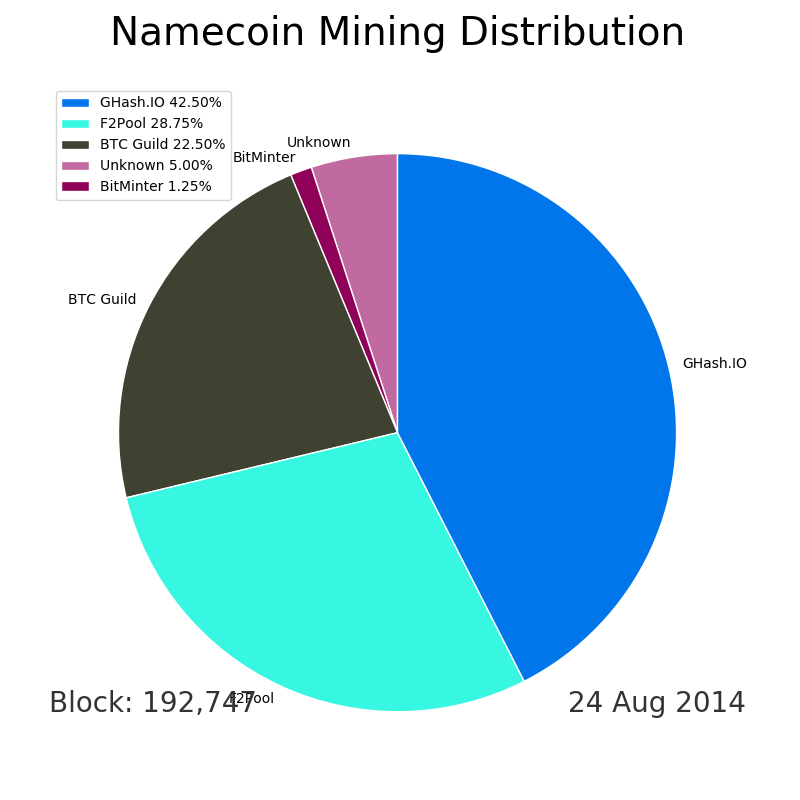 Namecoin Mining Distribution
GHash.IO 42.50%
F2Pool 28.75%
BTC Guild 22.50%
Unknown 5.00%
BitMinter 1.25%
Unknown
BitMinter
BTC Guild
GHash.IO
F2Pool
Block: 192,747
24 Aug 2014